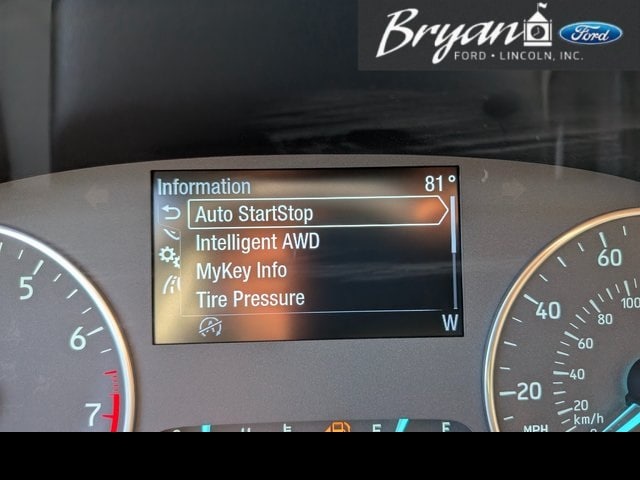 Bryan
Ford
FORD • LINCOLN, INC.
Information 81°
Auto StartStop
Intelligent AWD
MyKey Info
Tire Pressure
W
5
6
7
60
40
20
MPH
100
80
60
40
20
km/h